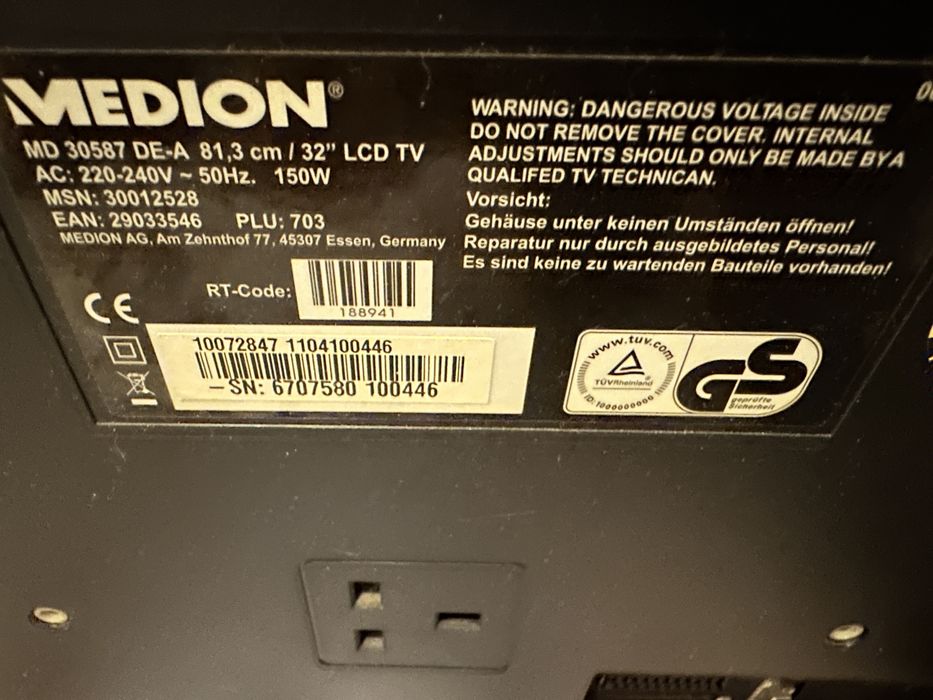 MEDION®
MD 30587 DE-A 81,3 cm / 32" LCD TV
AC: 220-240V ~ 50Hz. 150W
MSN: 30012528
EAN: 29033546 PLU: 703
MEDION AG, Am Zehnthof 77, 45307 Essen, Germany
RT-Code:
188941
CE
10072847 1104100446
SN: 6707580 100446
WARNING: DANGEROUS VOLTAGE INSIDE
DO NOT REMOVE THE COVER. INTERNAL
ADJUSTMENTS SHOULD ONLY BE MADE BY A
QUALIFED TV TECHNICAN.
Vorsicht:
Gehäuse unter keinen Umständen öffnen!
Reparatur nur durch ausgebildetes Personal!
Es sind keine zu wartenden Bauteile vorhanden!
www.tuv.com
TÜVRheinland®
ID:1000000000
GS
geprüfte
Sicherheit